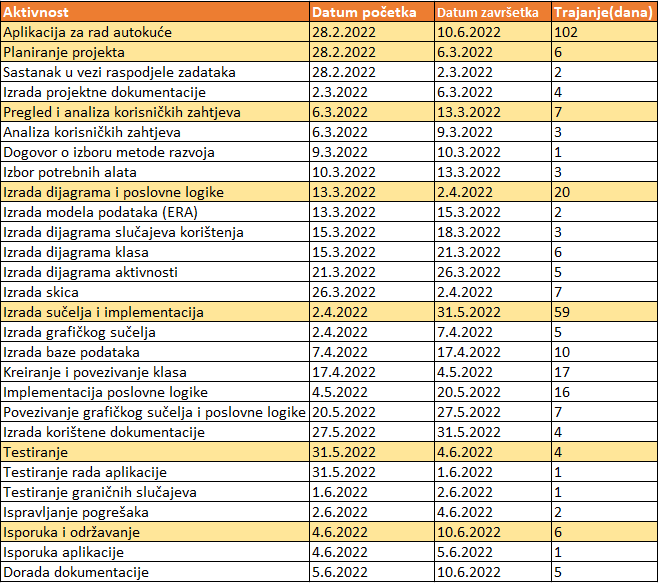 Aktivnost Datum početka Datum završetka Trajanje(dana)
Aplikacija za rad autokuće 28.2.2022 10.6.2022 102
Planiranje projekta 28.2.2022 6.3.2022 6
Sastanak u vezi raspodjele zadataka 28.2.2022 2.3.2022 2
Izrada projektne dokumentacije 2.3.2022 6.3.2022 4
Pregled i analiza korisničkih zahtjeva 6.3.2022 13.3.2022 7
Analiza korisničkih zahtjeva 6.3.2022 9.3.2022 3
Dogovor o izboru metode razvoja 9.3.2022 10.3.2022 1
Izbor potrebnih alata 10.3.2022 13.3.2022 3
Izrada dijagrama i poslovne logike 13.3.2022 2.4.2022 20
Izrada modela podataka (ERA) 13.3.2022 15.3.2022 2
Izrada dijagrama slučajeva korištenja 15.3.2022 18.3.2022 3
Izrada dijagrama klasa 15.3.2022 21.3.2022 6
Izrada dijagrama aktivnosti 21.3.2022 26.3.2022 5
Izrada skica 26.3.2022 2.4.2022 7
Izrada sučelja i implementacija 2.4.2022 31.5.2022 59
Izrada grafičkog sučelja 2.4.2022 7.4.2022 5
Izrada baze podataka 7.4.2022 17.4.2022 10
Kreiranje i povezivanje klasa 17.4.2022 4.5.2022 17
Implementacija poslovne logike 4.5.2022 20.5.2022 16
Povezivanje grafičkog sučelja i poslovne logike 20.5.2022 27.5.2022 7
Izrada korištene dokumentacije 27.5.2022 31.5.2022 4
Testiranje 31.5.2022 4.6.2022 4
Testiranje rada aplikacije 31.5.2022 1.6.2022 1
Testiranje graničnih slučajeva 1.6.2022 2.6.2022 1
Ispravljanje pogrešaka 2.6.2022 4.6.2022 2
Isporuka i održavanje 4.6.2022 10.6.2022 6
Isporuka aplikacije 4.6.2022 5.6.2022 1
Dorada dokumentacije 5.6.2022 10.6.2022 5